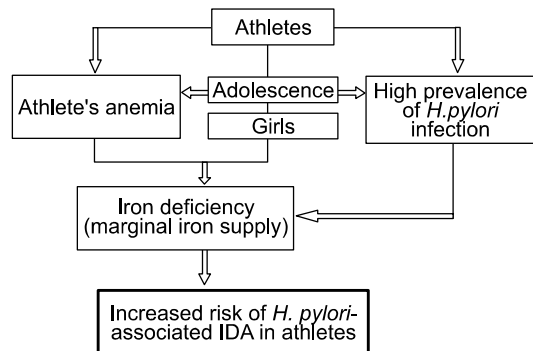 Athletes
Athlete's anemia
Adolescence
Girls
High prevalence
of H.pylori
infection
Iron deficiency
(marginal iron supply)
Increased risk of H. pylori-
associated IDA in athletes